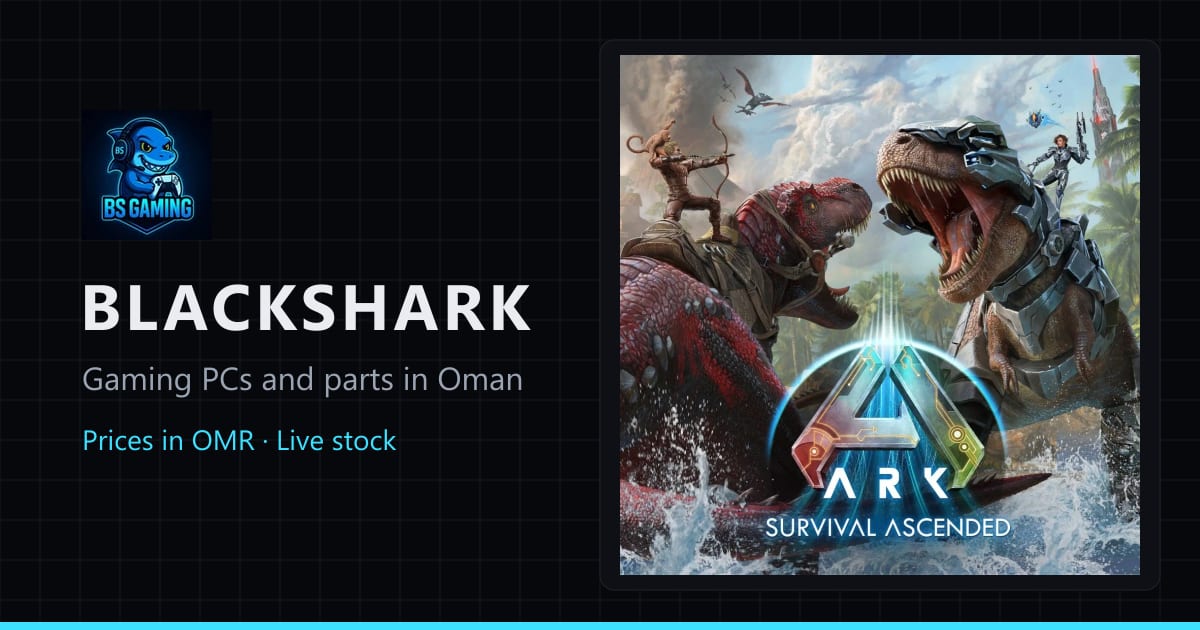 BS
BS GAMING
BLACKSHARK
Gaming PCs and parts in Oman
Prices in OMR · Live stock
ARK
SURVIVAL ASCENDED